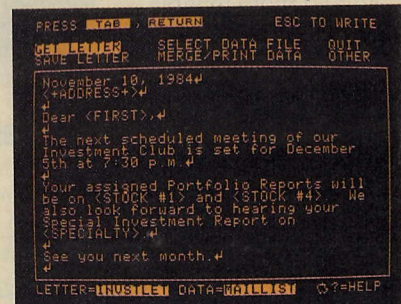 PRESS TAB , RETURN ESC TO WRITE
GET LETTER SELECT DATA FILE QUIT
SAVE LETTER MERGE/PRINT DATA OTHER
November 10, 1984↵
<+ADDRESS+>↵
↵
Dear <FIRST>,↵
↵
The next scheduled meeting of our
Investment Club is set for December
5th at 7:30 p.m.↵
↵
Your assigned Portfolio Reports will
be on <STOCK #1> and <STOCK #4>. We
also look forward to hearing your
Special Investment Report on
<SPECIALTY>.↵
↵
See you next month.↵
LETTER=INVSTLET DATA=MAILLIST ?=HELP